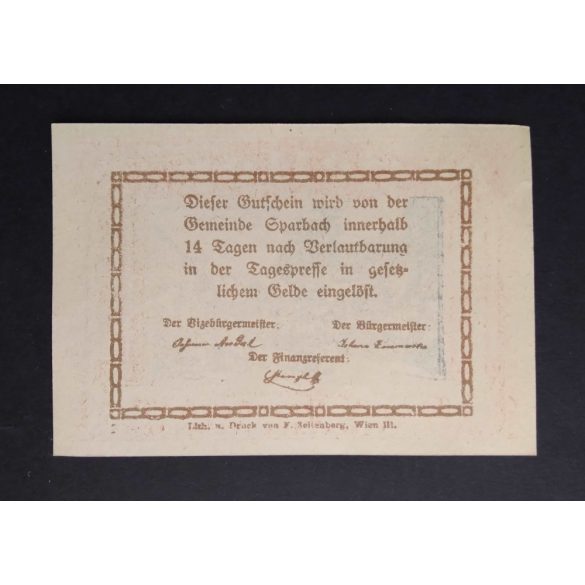 Dieser Gutschein wird von der
Gemeinde Sparbach innerhalb
14 Tagen nach Verlautbarung
in der Tagespresse in gesetz-
lichem Gelde eingelöst.
Der Vizebürgermeister: Der Bürgermeister:
Der Finanzreferent:
Lith. u. Druck von F. Seitenberg, Wien III.